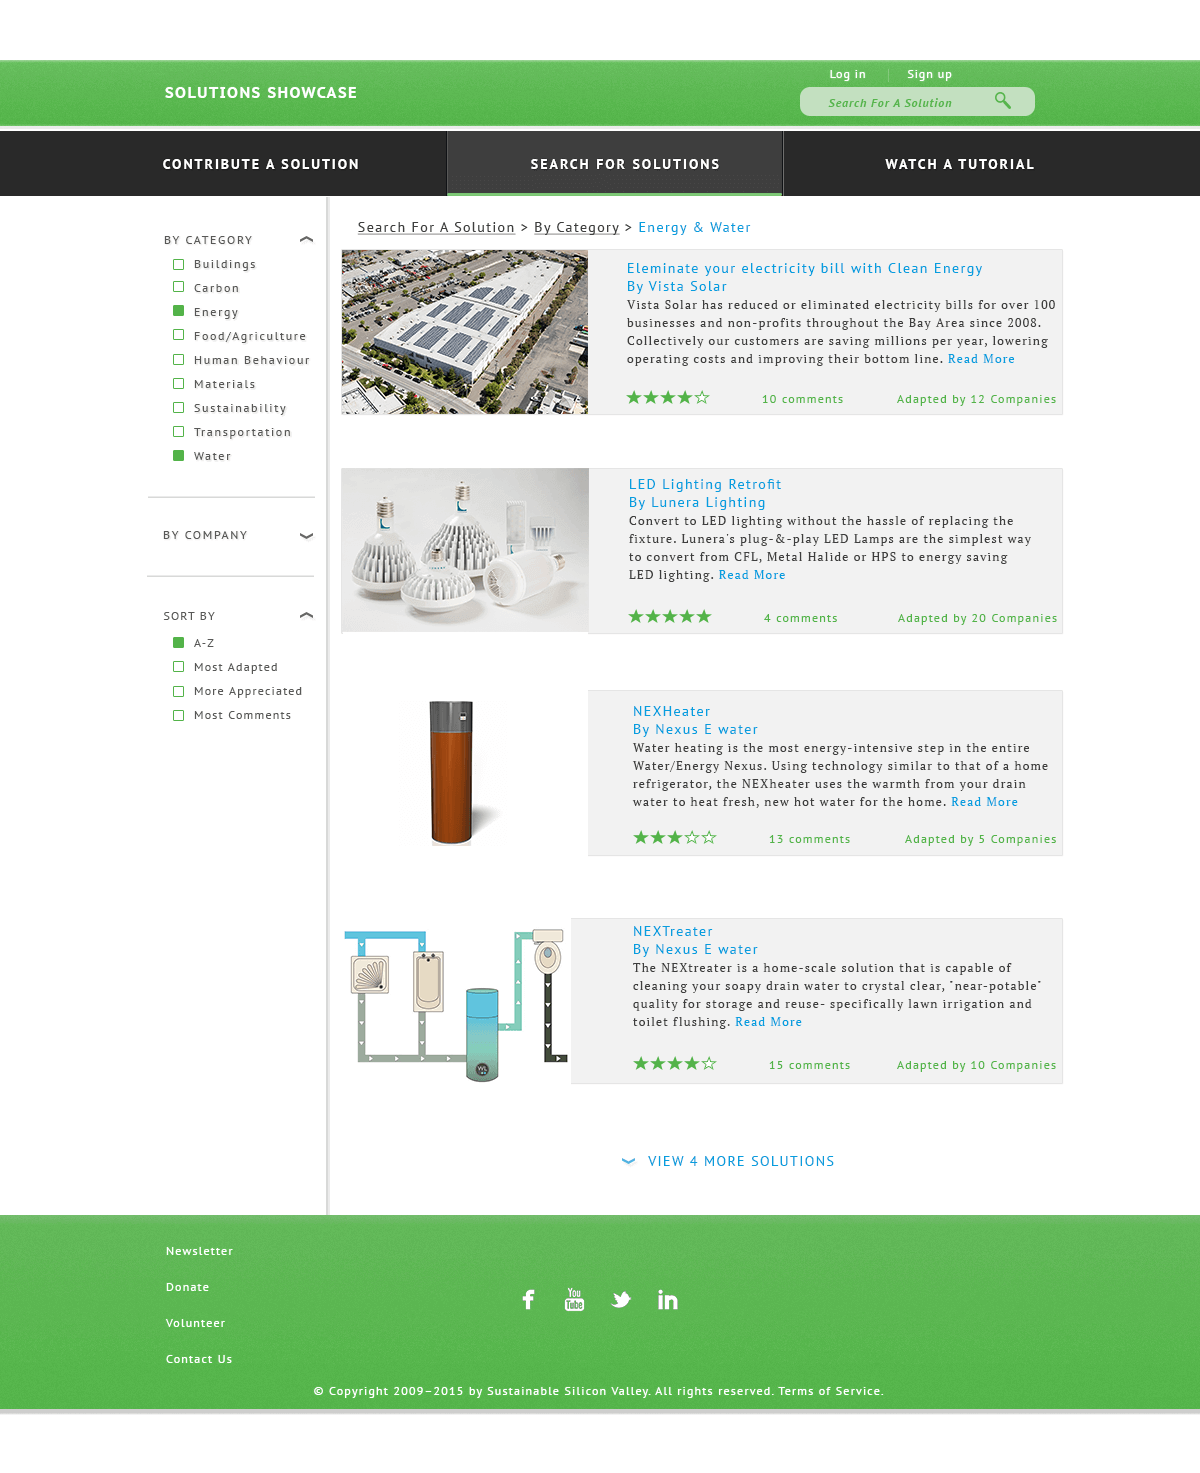 Log in
Sign up
SOLUTIONS SHOWCASE
Search For A Solution
CONTRIBUTE A SOLUTION
SEARCH FOR SOLUTIONS
WATCH A TUTORIAL
BY CATEGORY
Buildings
Carbon
Energy
Food/Agriculture
Human Behaviour
Materials
Sustainability
Transportation
Water
BY COMPANY
SORT BY
A-Z
Most Adapted
More Appreciated
Most Comments
Search For A Solution > By Category > Energy & Water
Eleminate your electricity bill with Clean Energy
By Vista Solar
Vista Solar has reduced or eliminated electricity bills for over 100
businesses and non-profits throughout the Bay Area since 2008.
Collectively our customers are saving millions per year, lowering
operating costs and improving their bottom line. Read More
10 comments
Adapted by 12 Companies
LED Lighting Retrofit
By Lunera Lighting
Convert to LED lighting without the hassle of replacing the
fixture. Lunera's plug-&-play LED Lamps are the simplest way
to convert from CFL, Metal Halide or HPS to energy saving
LED lighting. Read More
4 comments
Adapted by 20 Companies
NEXHeater
By Nexus E water
Water heating is the most energy-intensive step in the entire
Water/Energy Nexus. Using technology similar to that of a home
refrigerator, the NEXheater uses the warmth from your drain
water to heat fresh, new hot water for the home. Read More
13 comments
Adapted by 5 Companies
NEXTreater
By Nexus E water
The NEXtreater is a home-scale solution that is capable of
cleaning your soapy drain water to crystal clear, "near-potable"
quality for storage and reuse- specifically lawn irrigation and
toilet flushing. Read More
15 comments
Adapted by 10 Companies
VIEW 4 MORE SOLUTIONS
Newsletter
Donate
Volunteer
Contact Us
You
Tube
in
© Copyright 2009–2015 by Sustainable Silicon Valley. All rights reserved. Terms of Service.